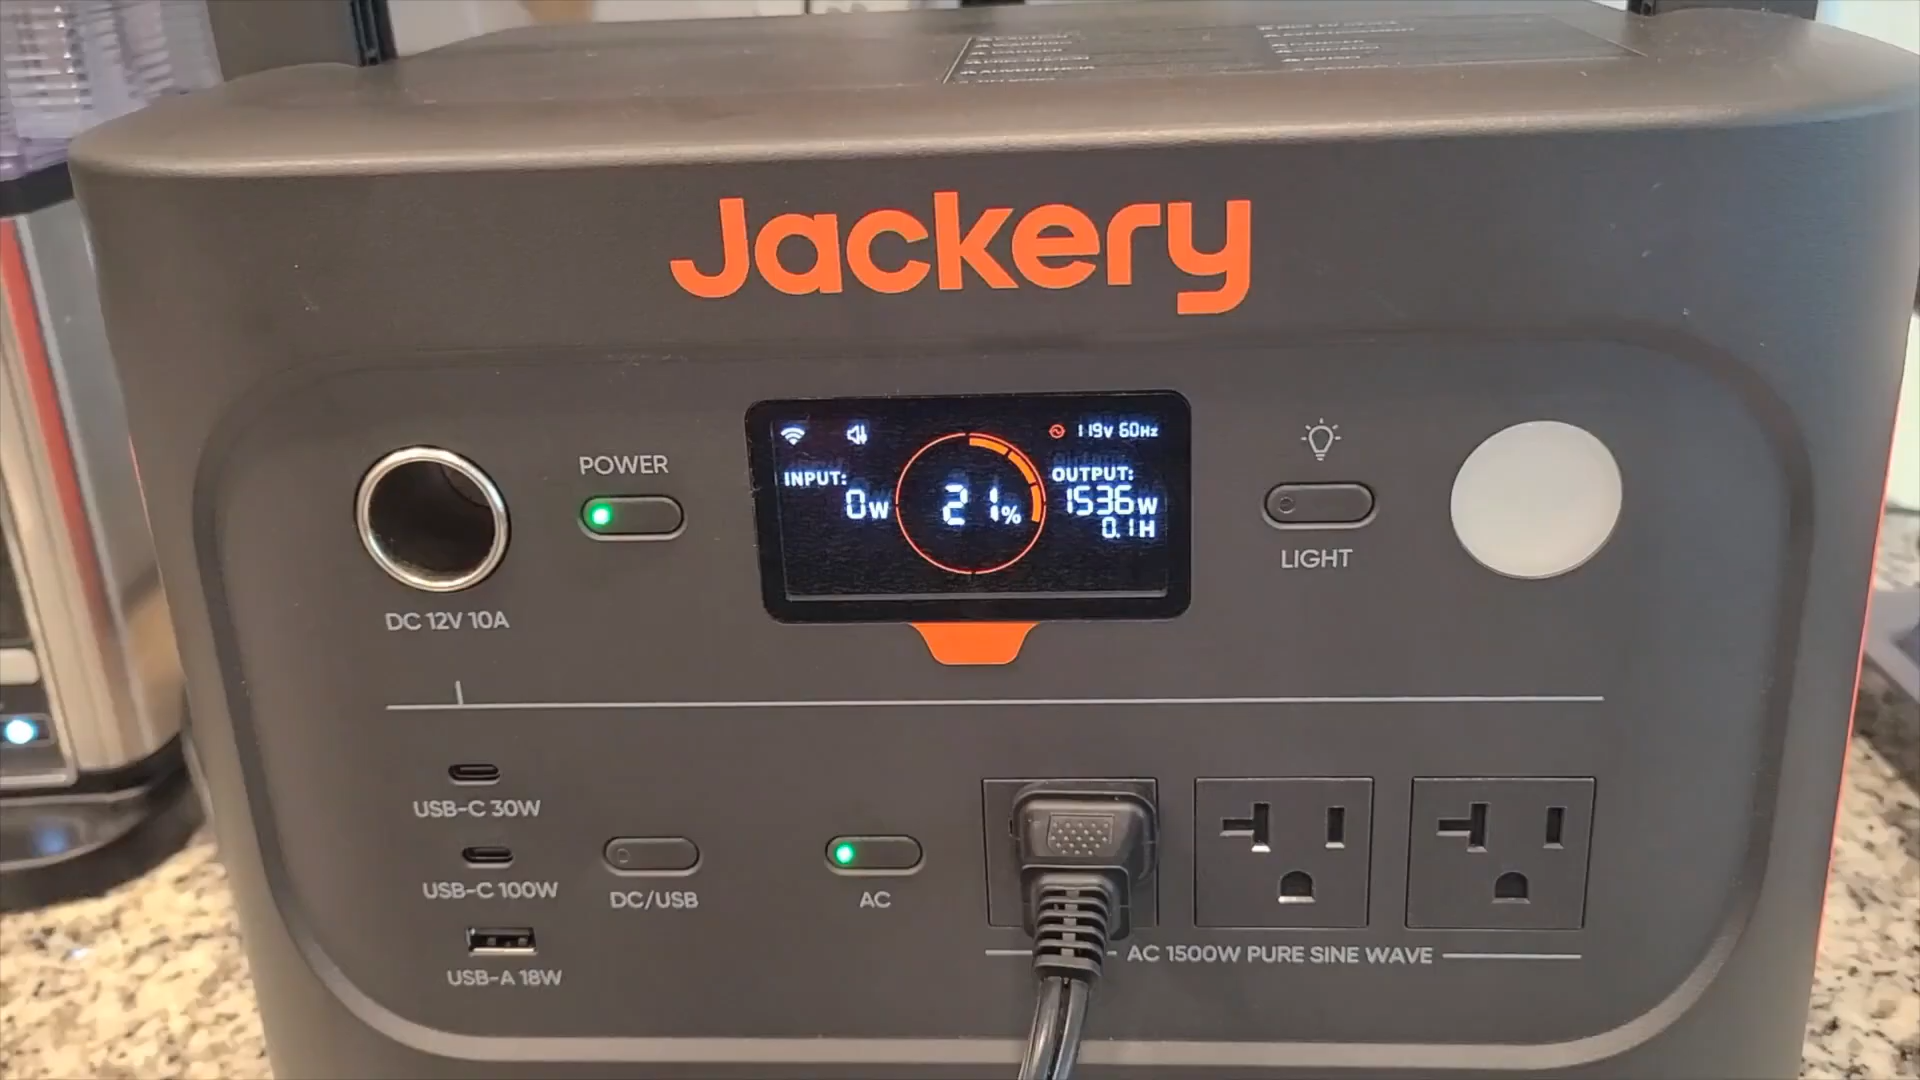 Jackery
POWER
119V 60Hz
INPUT:
0W
21%
OUTPUT:
1536W
0.1H
LIGHT
DC 12V 10A
USB-C 30W
USB-C 100W
DC/USB
AC
USB-A 18W
AC 1500W PURE SINE WAVE